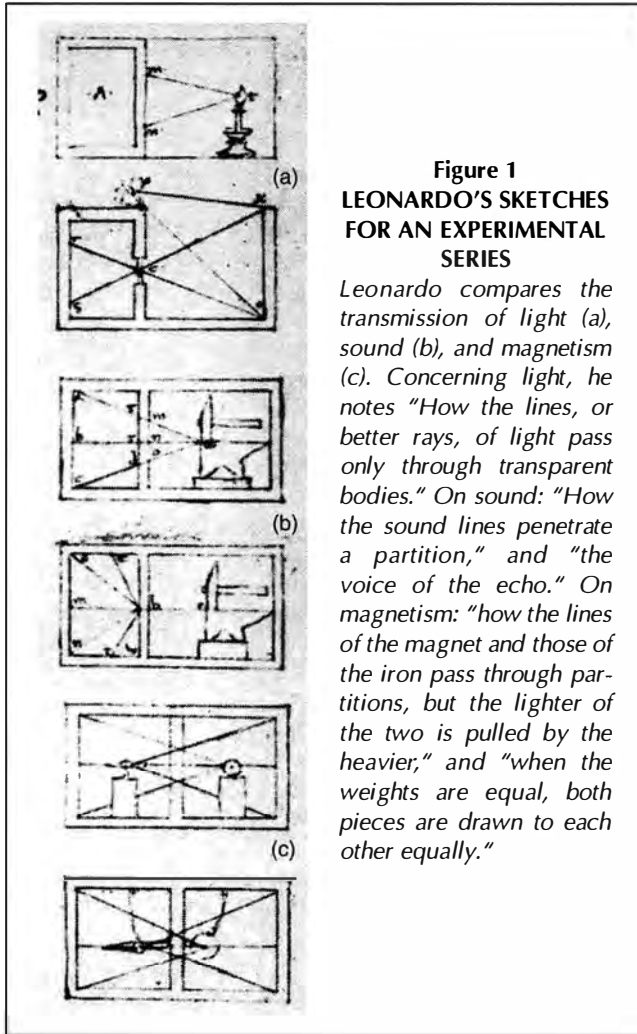 (a)
(b)
(c)
Figure 1
LEONARDO'S SKETCHES
FOR AN EXPERIMENTAL
SERIES
Leonardo compares the
transmission of light (a),
sound (b), and magnetism
(c). Concerning light, he
notes "How the lines, or
better rays, of light pass
only through transparent
bodies." On sound: "How
the sound lines penetrate
a partition," and "the
voice of the echo." On
magnetism: "how the lines
of the magnet and those of
the iron pass through par-
titions, but the lighter of
the two is pulled by the
heavier," and "when the
weights are equal, both
pieces are drawn to each
other equally."